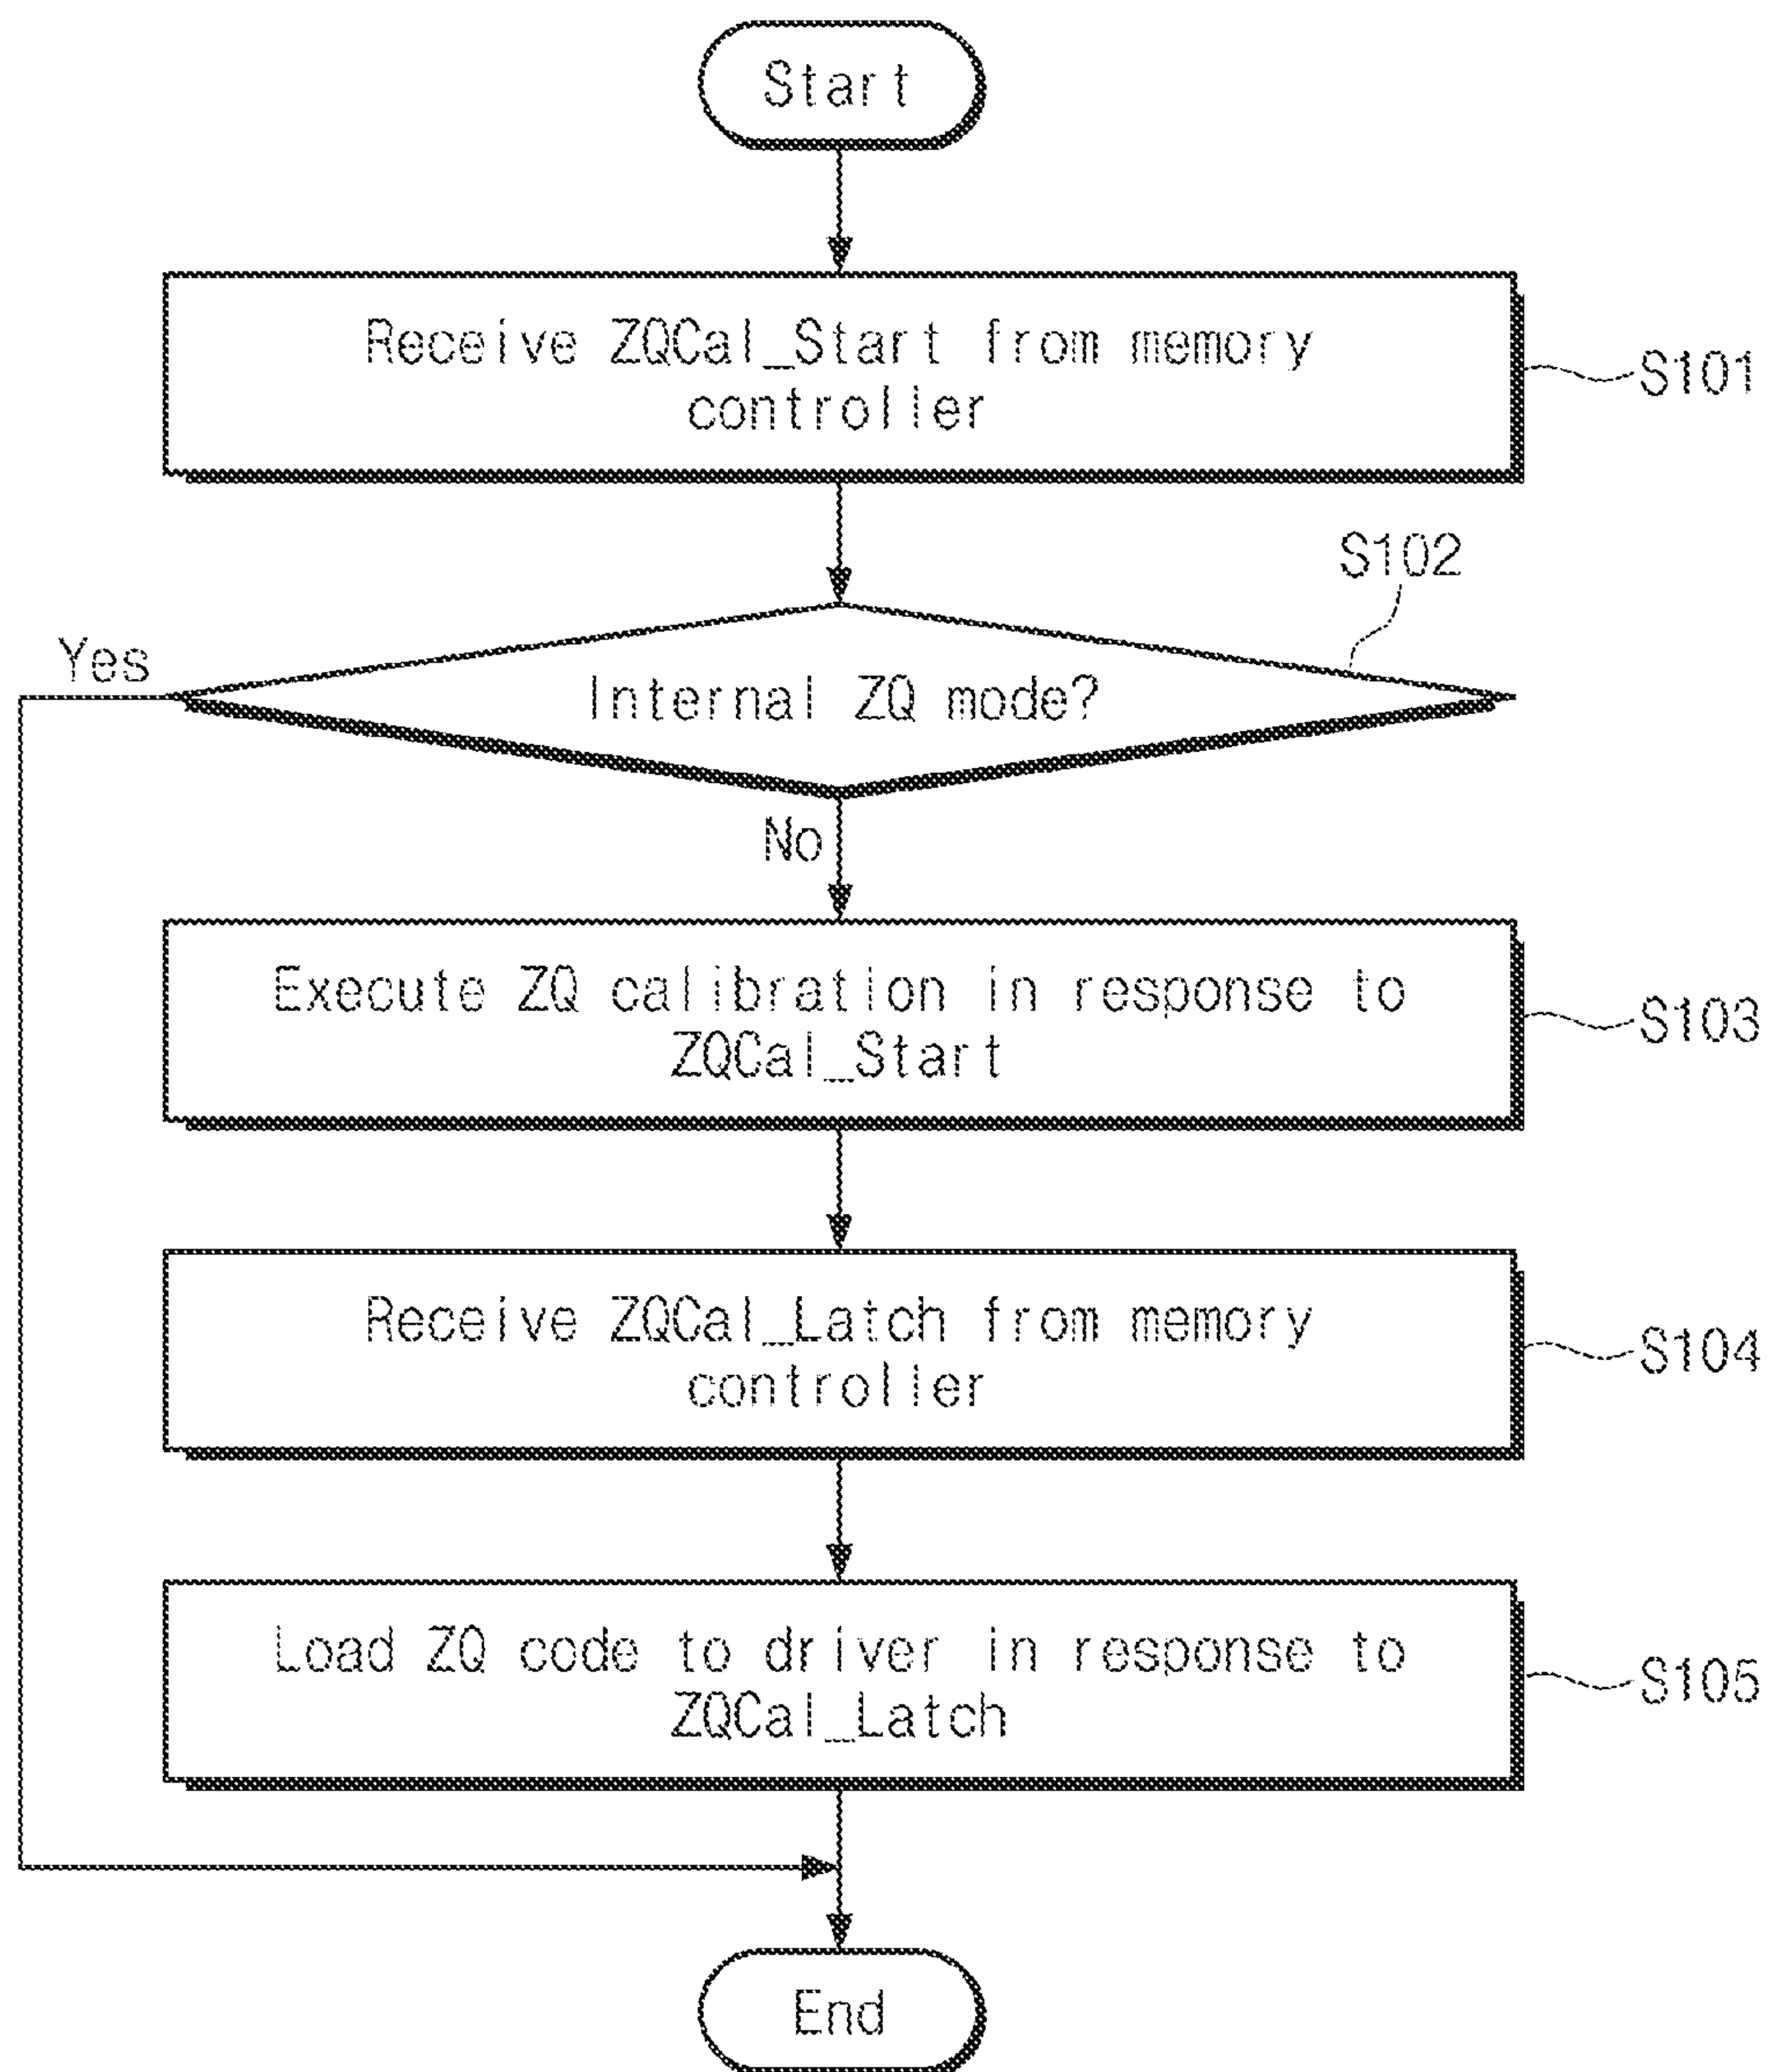 Start
Receive ZQCal_Start from memory
controller
S101
S102
Yes
Internal ZQ mode?
No
Execute ZQ calibration in response to
ZQCal_Start
S103
Receive ZQCal_Latch from memory
controller
S104
Load ZQ code to driver in response to
ZQCal_Latch
S105
End